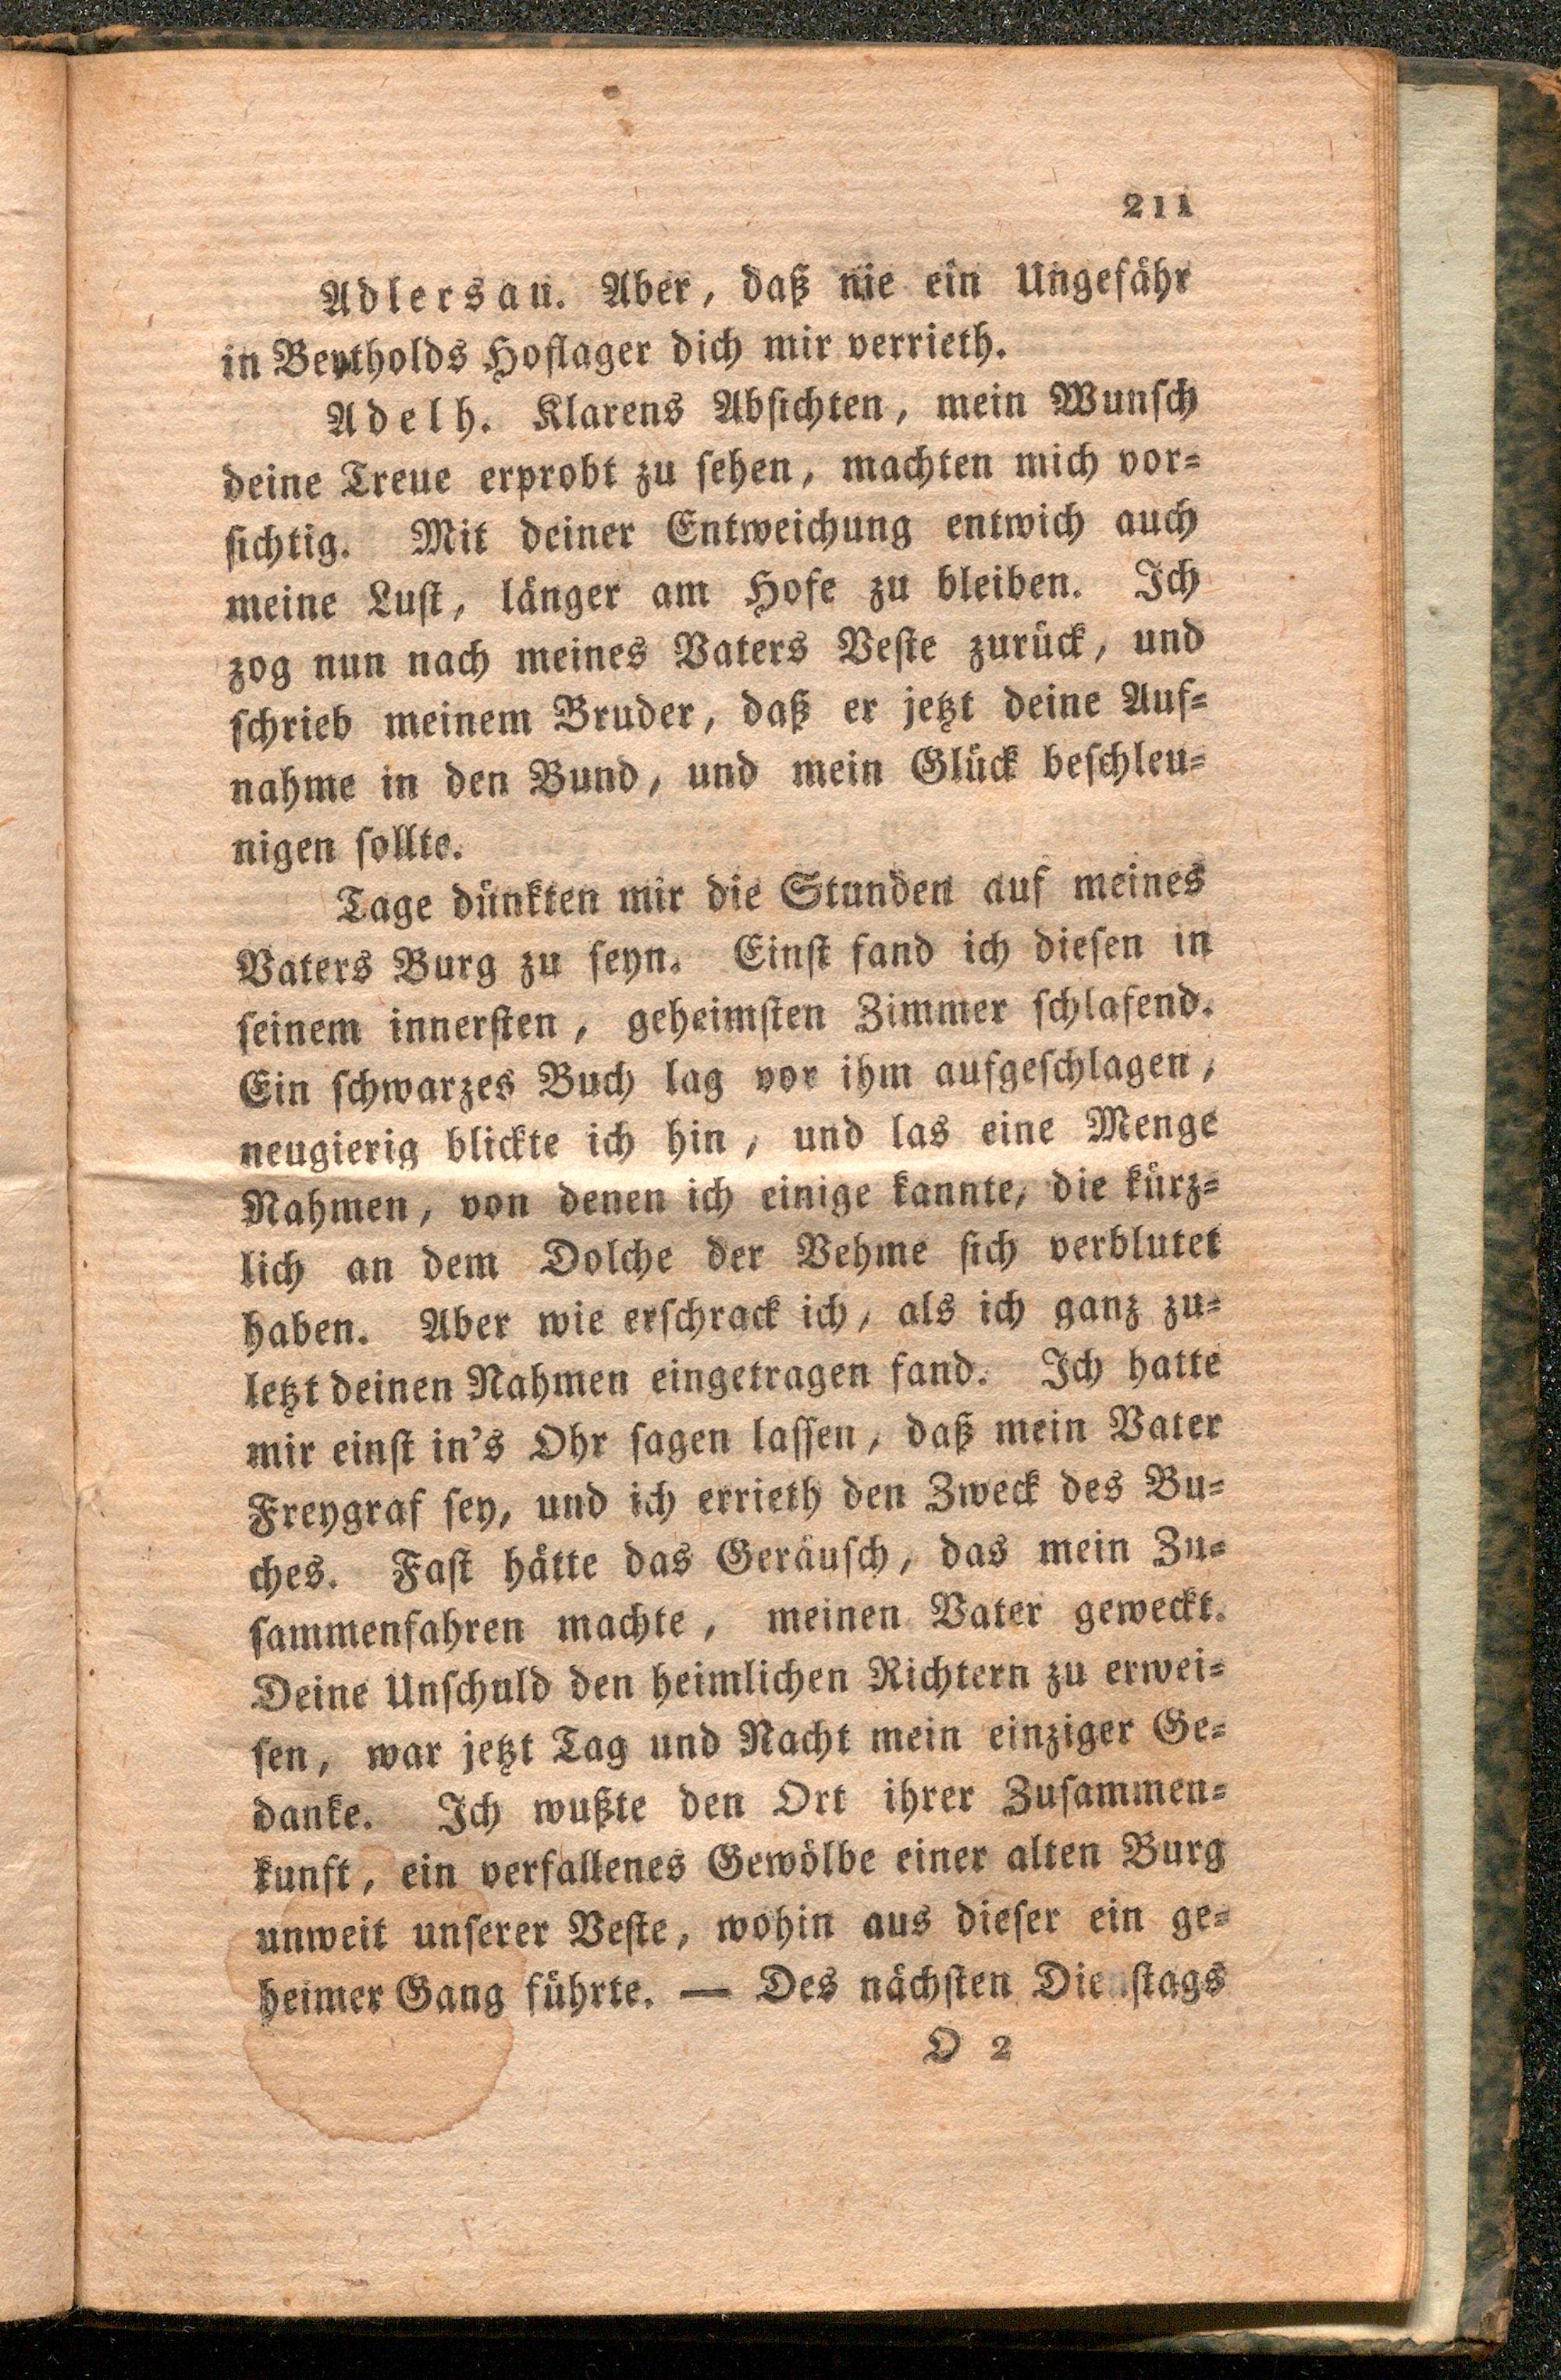 211
Adlersau. Aber, daß nie ein Ungefähr
in Bertholds Hoflager dich mir verrieth.
Adelh. Klarens Absichten, mein Wunsch
deine Treue erprobt zu sehen, machten mich vor=
sichtig. Mit deiner Entweichung entwich auch
meine Lust, länger am Hofe zu bleiben. Ich
zog nun nach meines Vaters Veste zurück, und
schrieb meinem Bruder, daß er jetzt deine Auf=
nahme in den Bund, und mein Glück beschleu=
nigen sollte.
Tage dünkten mir die Stunden auf meines
Vaters Burg zu seyn. Einst fand ich diesen in
seinem innersten, geheimsten Zimmer schlafend.
Ein schwarzes Buch lag vor ihm aufgeschlagen,
neugierig blickte ich hin, und las eine Menge
Nahmen, von denen ich einige kannte, die kürz=
lich an dem Dolche der Vehme sich verblutet
haben. Aber wie erschrack ich, als ich ganz zu=
letzt deinen Nahmen eingetragen fand. Ich hatte
mir einst in's Ohr sagen lassen, daß mein Vater
Freygraf sey, und ich errieth den Zweck des Bu=
ches. Fast hätte das Geräusch, das mein Zu=
sammenfahren machte, meinen Vater geweckt.
Deine Unschuld den heimlichen Richtern zu erwei=
sen, war jetzt Tag und Nacht mein einziger Ge=
danke. Ich wußte den Ort ihrer Zusammen=
kunft, ein verfallenes Gewölbe einer alten Burg
unweit unserer Veste, wohin aus dieser ein ge=
heimer Gang führte. — Des nächsten Dienstags
O 2